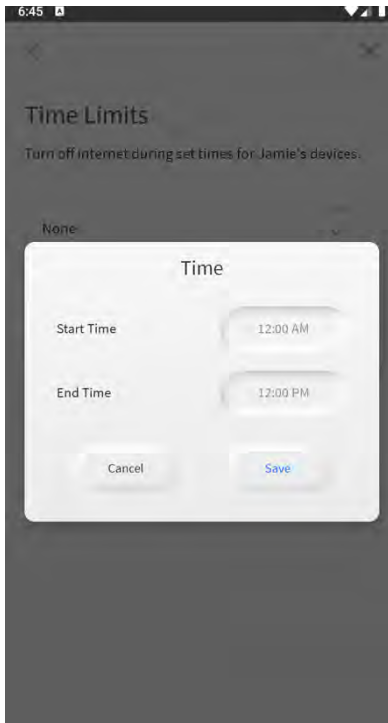 6:45 A
Time Limits
Turn off internet during set times for Jamie's devices.
None
Time
Start Time 12:00 AM
End Time 12:00 PM
Cancel Save